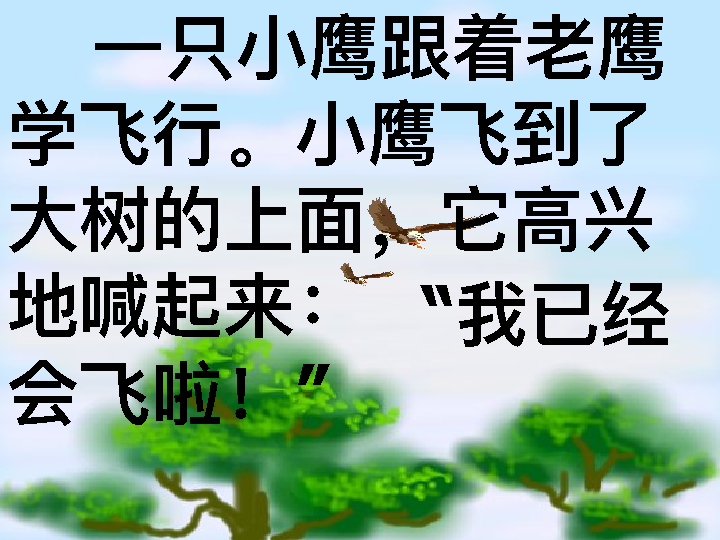 一只小鹰跟着老鹰
学飞行。小鹰飞到了
大树的上面，它高兴
地喊起来：“我已经
会飞啦！”